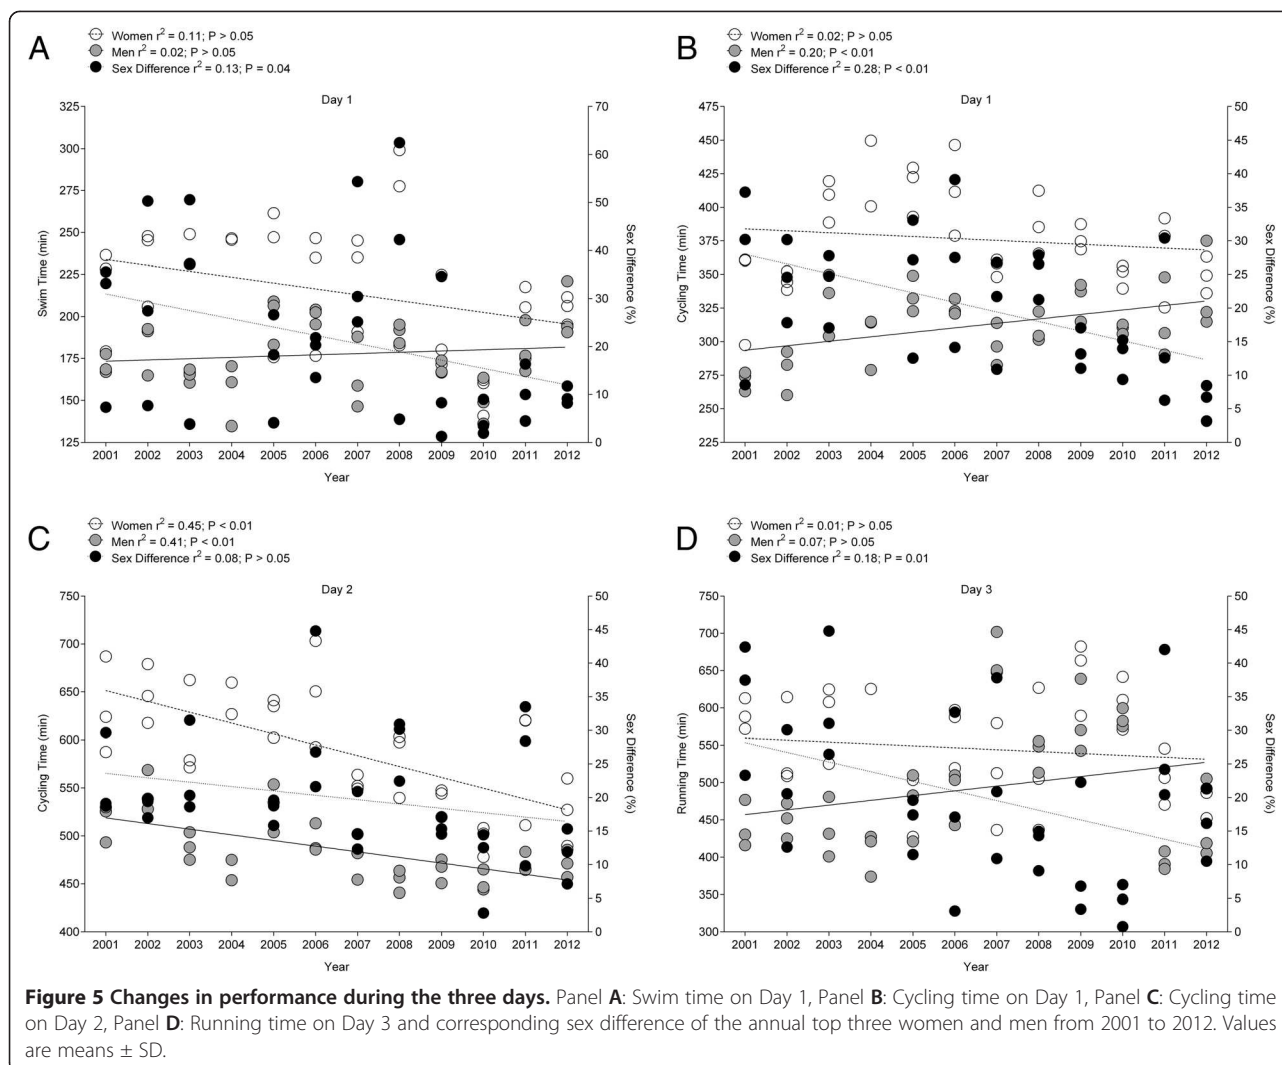 A
Women r2 = 0.11; P > 0.05
Men r2 = 0.02; P > 0.05
Sex Difference r2 = 0.13; P = 0.04
Day 1
325
300
275
250
225
200
175
150
125
Swim Time (min)
70
60
50
40
30
20
10
0
Sex Difference (%)
2001 2002 2003 2004 2005 2006 2007 2008 2009 2010 2011 2012
Year
B
Women r2 = 0.02; P > 0.05
Men r2 = 0.20; P < 0.01
Sex Difference r2 = 0.28; P < 0.01
Day 1
475
450
425
400
375
350
325
300
275
250
225
Cycling Time (min)
50
45
40
35
30
25
20
15
10
5
0
Sex Difference (%)
2001 2002 2003 2004 2005 2006 2007 2008 2009 2010 2011 2012
Year
C
Women r2 = 0.45; P < 0.01
Men r2 = 0.41; P < 0.01
Sex Difference r2 = 0.08; P > 0.05
Day 2
750
700
650
600
550
500
450
400
Cycling Time (min)
50
45
40
35
30
25
20
15
10
5
0
Sex Difference (%)
2001 2002 2003 2004 2005 2006 2007 2008 2009 2010 2011 2012
Year
D
Women r2 = 0.01; P > 0.05
Men r2 = 0.07; P > 0.05
Sex Difference r2 = 0.18; P = 0.01
Day 3
750
700
650
600
550
500
450
400
350
300
Running Time (min)
50
45
40
35
30
25
20
15
10
5
0
Sex Difference (%)
2001 2002 2003 2004 2005 2006 2007 2008 2009 2010 2011 2012
Year
Figure 5 Changes in performance during the three days. Panel A: Swim time on Day 1, Panel B: Cycling time on Day 1, Panel C: Cycling time
on Day 2, Panel D: Running time on Day 3 and corresponding sex difference of the annual top three women and men from 2001 to 2012. Values
are means ± SD.